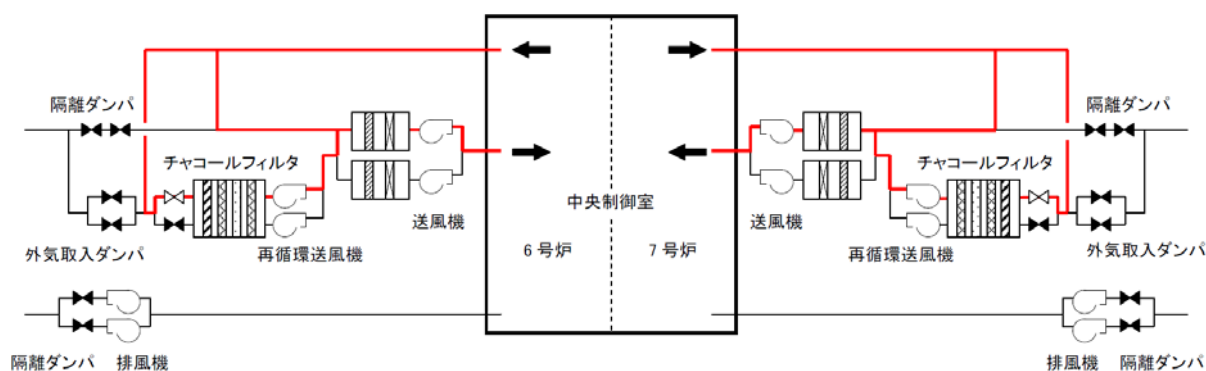 隔離ダンパ
隔離ダンパ
チャコールフィルタ
チャコールフィルタ
中央制御室
送風機
送風機
6号炉
7号炉
外気取入ダンパ
再循環送風機
再循環送風機
外気取入ダンパ
隔離ダンパ
排風機
排風機
隔離ダンパ